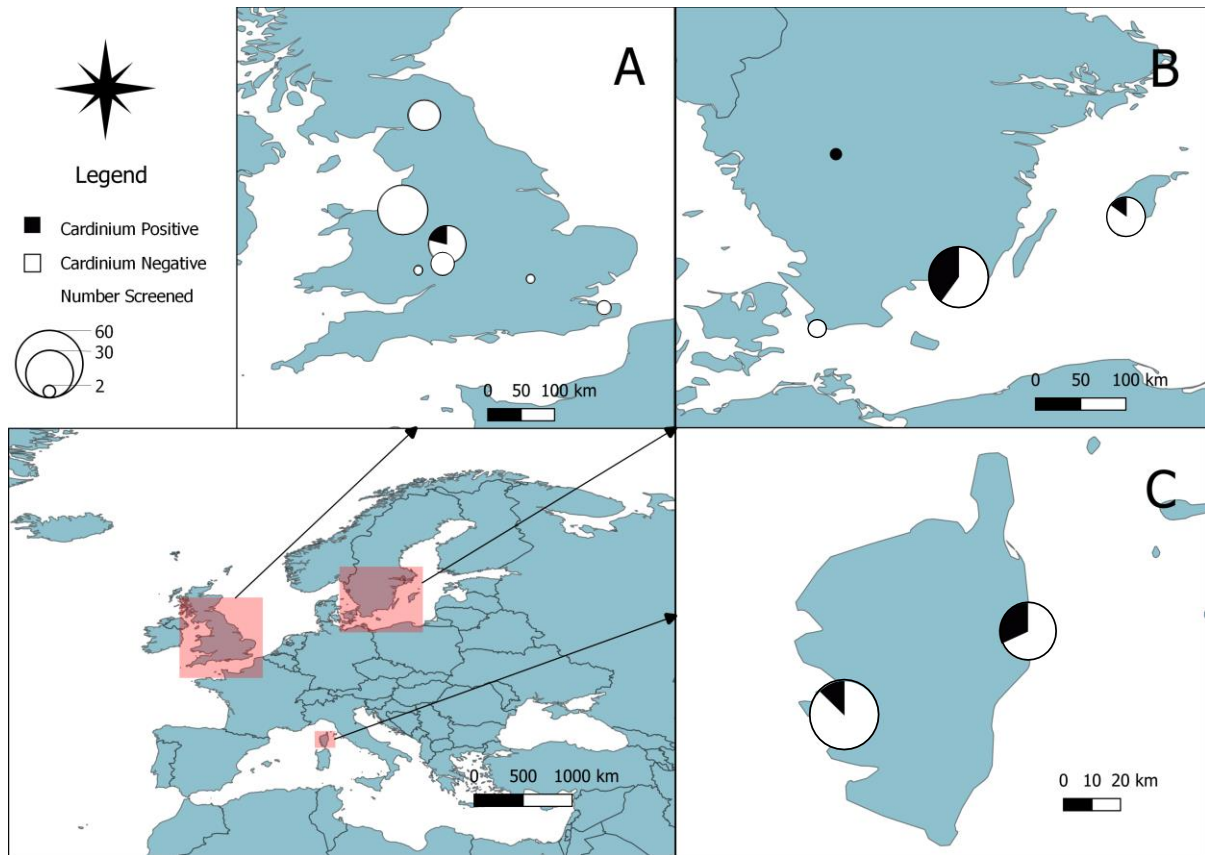 Legend
Cardinium Positive
Cardinium Negative
Number Screened
60
30
2
A
0 50 100 km
B
0 50 100 km
0 500 1000 km
C
0 10 20 km